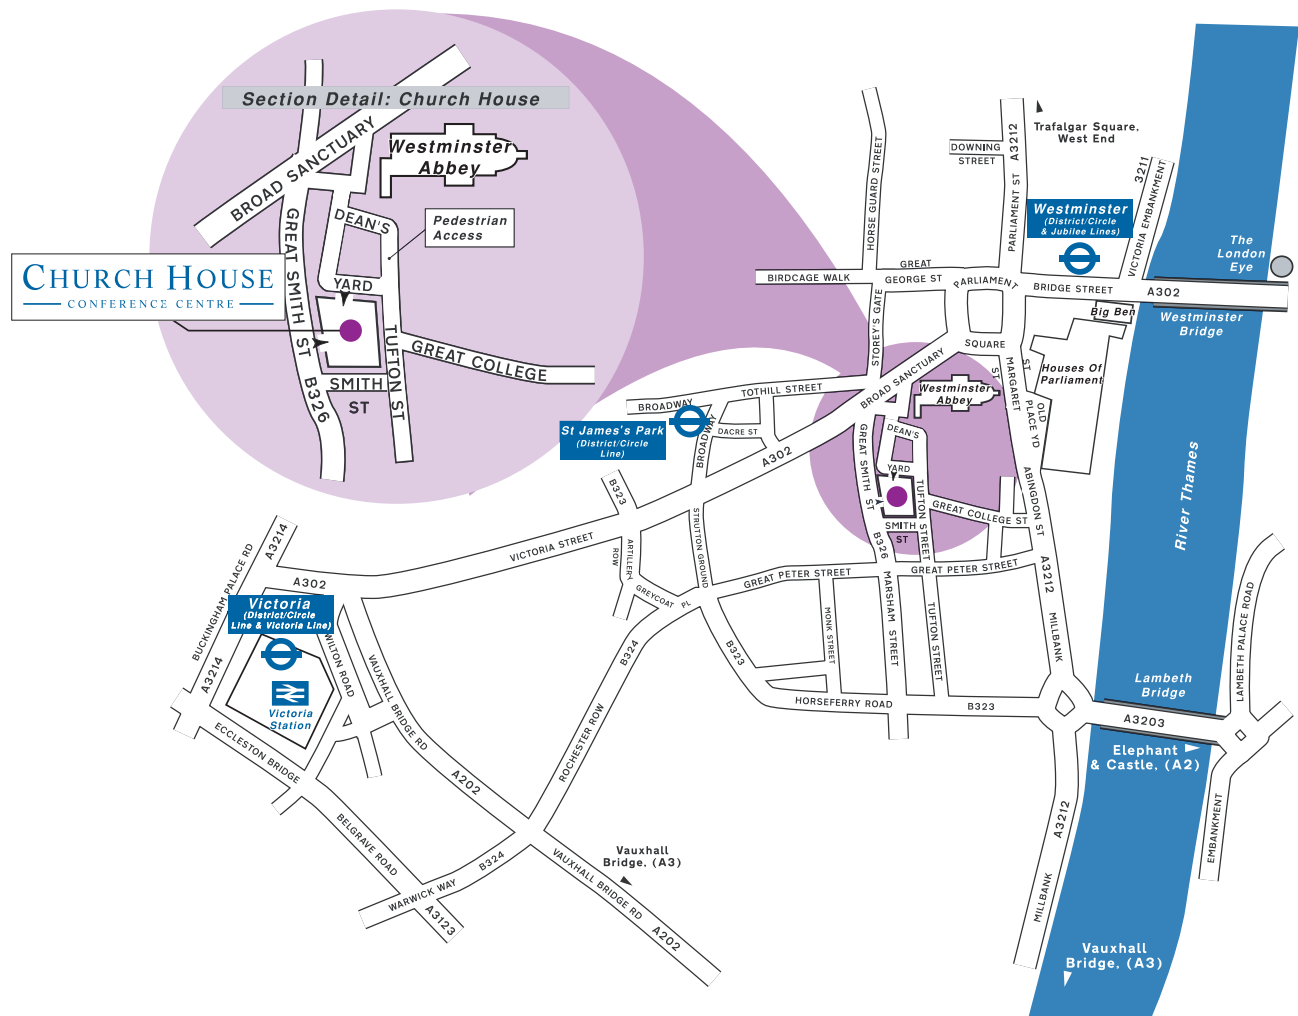 Section Detail: Church House
BROAD SANCTUARY
Westminster
Abbey
DEAN'S
YARD
Pedestrian
Access
CHURCH HOUSE
CONFERENCE CENTRE
GREAT SMITH ST
B326
TUFTON ST
GREAT COLLEGE
SMITH
ST
HORSE GUARD STREET
DOWNING
STREET
A3212
PARLIAMENT ST
Trafalgar Square,
West End
3211
VICTORIA EMBANKMENT
Westminster
(District/Circle
& Jubilee Lines)
The
London
Eye
BIRDCAGE WALK
GREAT
GEORGE ST
PARLIAMENT
SQUARE
BRIDGE STREET
A302
Westminster
Bridge
Big Ben
STOREY'S GATE
Houses Of
Parliament
ST
MARGARET
ST
OLD
PLACE YD
BROAD SANCTUARY
Westminster
Abbey
TOTHILL STREET
BROADWAY
BROADWAY
DACRE ST
St James's Park
(District/Circle
Line)
A302
DEAN'S
YARD
GREAT SMITH ST
B326
SMITH
ST
TUFTON STREET
GREAT COLLEGE ST
ABINGDON ST
A3212
MILLBANK
River Thames
B323
STRUTTON GROUND
ARTILLERY
ROW
GREYCOAT PL
VICTORIA STREET
A302
A3214
BUCKINGHAM PALACE RD
A3214
Victoria
(District/Circle
Line & Victoria Line)
Victoria
Station
WILTON ROAD
VAUXHALL BRIDGE RD
A202
ECCLESTON BRIDGE
BELGRAVE ROAD
A3123
WARWICK WAY
B324
ROCHESTER ROW
B324
VAUXHALL BRIDGE RD
A202
Vauxhall
Bridge, (A3)
GREAT PETER STREET
GREAT PETER STREET
MONK STREET
MARSHAM STREET
TUFTON STREET
B323
HORSEFERRY ROAD
B323
Lambeth
Bridge
A3203
Elephant
& Castle, (A2)
LAMBETH PALACE ROAD
EMBANKMENT
A3212
MILLBANK
Vauxhall
Bridge, (A3)